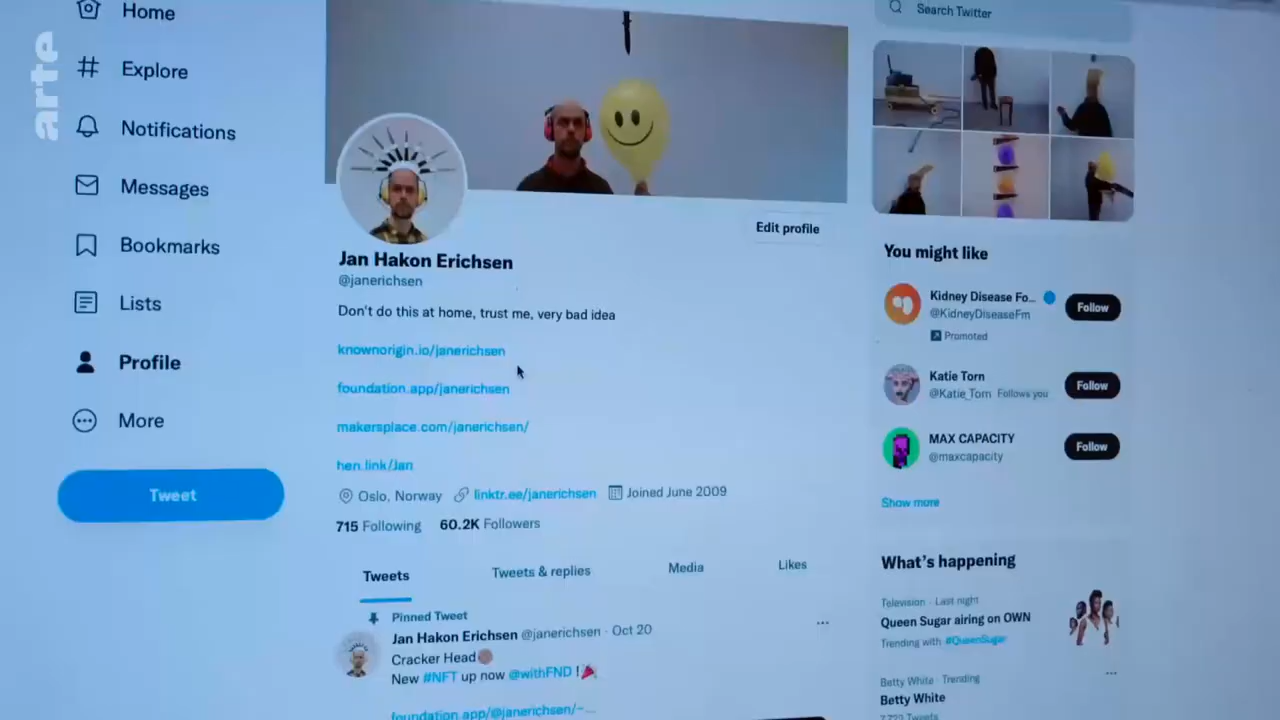 arte
Home
Explore
Notifications
Messages
Bookmarks
Lists
Profile
More
Tweet
Edit profile
Jan Hakon Erichsen
@janerichsen
Don't do this at home, trust me, very bad idea
knownorigin.io/janerichsen
foundation.app/janerichsen
makersplace.com/janerichsen/
hen.link/Jan
Oslo, Norway linktr.ee/janerichsen Joined June 2009
715 Following 60.2K Followers
Tweets Tweets & replies Media Likes
Pinned Tweet
Jan Hakon Erichsen @janerichsen · Oct 20
Cracker Head
New #NFT up now @withFND !
foundation.app/@janerichsen/~...
Search Twitter
You might like
Kidney Disease Fo...
@KidneyDiseaseFm
Follow
Promoted
Katie Torn
@Katie_Torn Follows you
Follow
MAX CAPACITY
@maxcapacity
Follow
Show more
What's happening
Television · Last night
Queen Sugar airing on OWN
Trending with #QueenSugar
Betty White · Trending
Betty White
Tweets